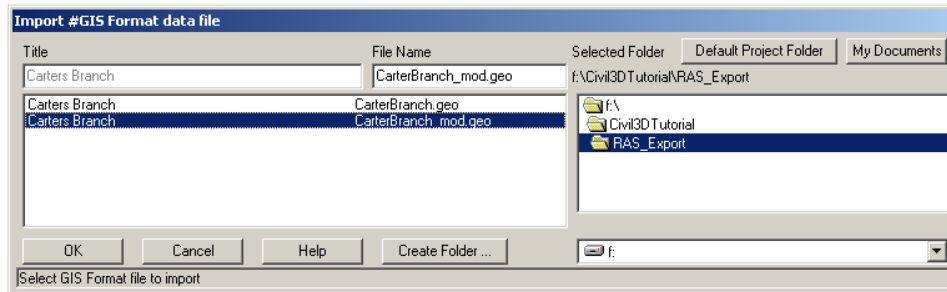 Import #GIS Format data file
Title File Name Selected Folder Default Project Folder My Documents
Carters Branch CarterBranch_mod.geo f:\Civil3DTutorial\RAS_Export
Carters Branch CarterBranch.geo f:\
Carters Branch CarterBranch_mod.geo Civil3DTutorial
RAS_Export
OK Cancel Help Create Folder ... f:
Select GIS Format file to import